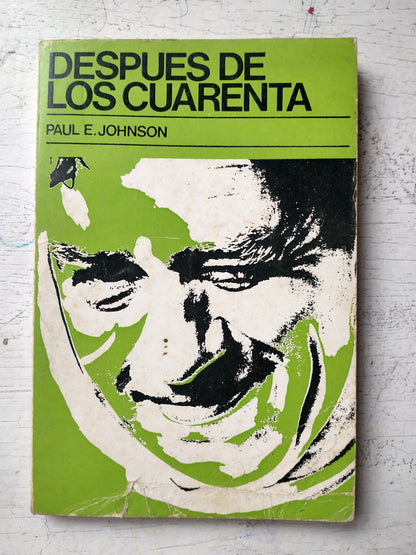 DESPUES DE
LOS CUARENTA
PAUL E. JOHNSON